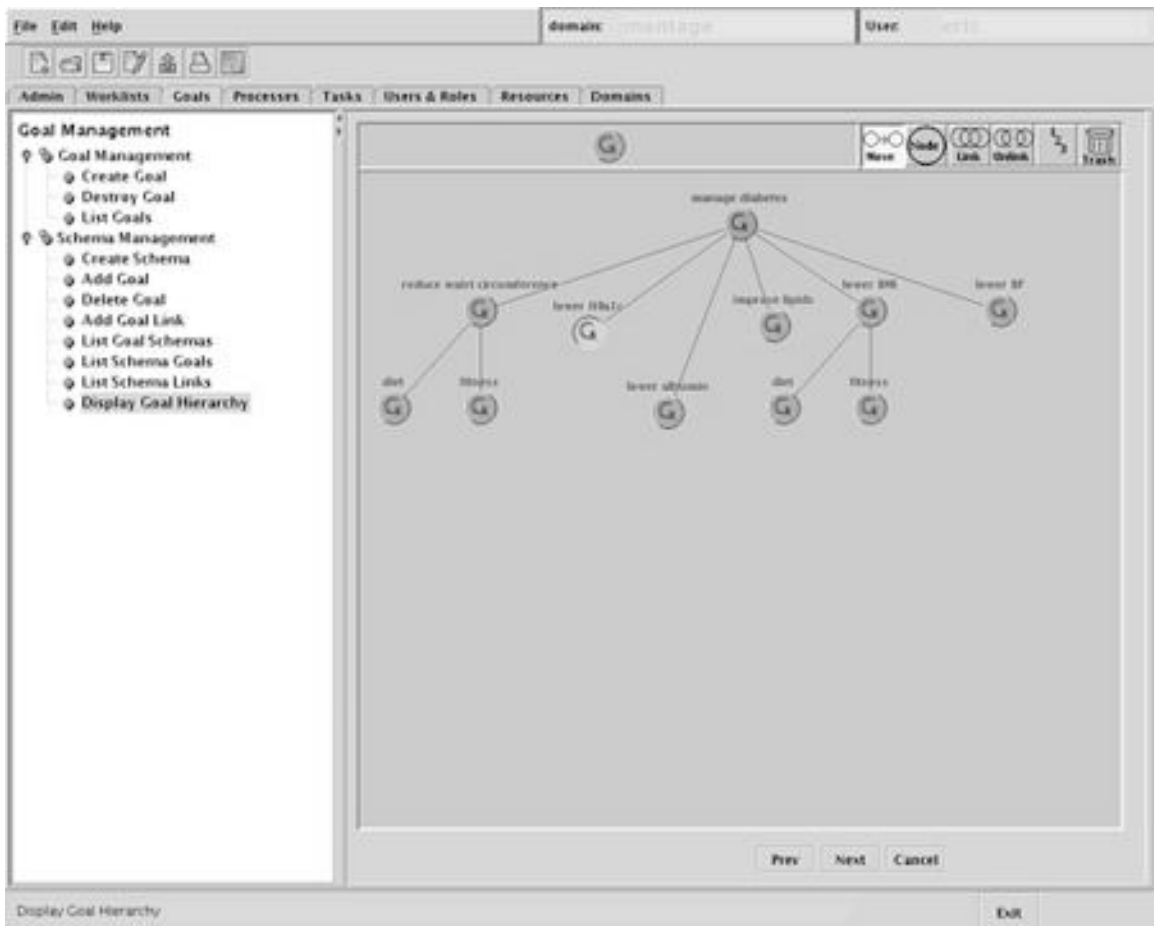 File Edit Help
domain: montage
User:
Admin Worklists Goals Processes Tasks Users & Roles Resources Domains
Goal Management
Goal Management
Create Goal
Destroy Goal
List Goals
Schema Management
Create Schema
Add Goal
Delete Goal
Add Goal Link
List Goal Schemas
List Schema Goals
List Schema Links
Display Goal Hierarchy
G
Move Node Link Unlink 1 2 3 Trash
manage diabetes
G
reduce waist circumference
G
lower HbA1c
G
improve lipids
G
lower BMI
G
lower BP
G
diet
G
fitness
G
lower albumin
G
diet
G
fitness
G
Prev Next Cancel
Display Goal Hierarchy
Exit